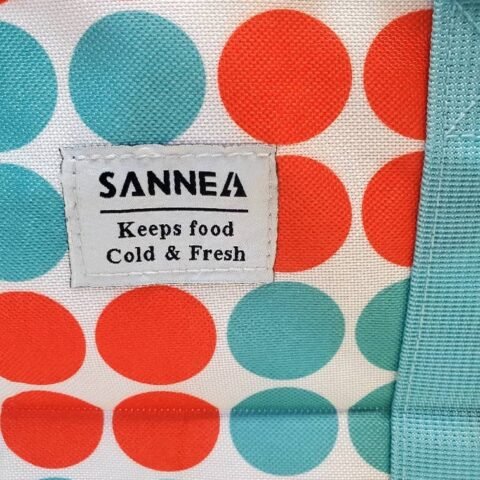 SANNEA
Keeps food
Cold & Fresh